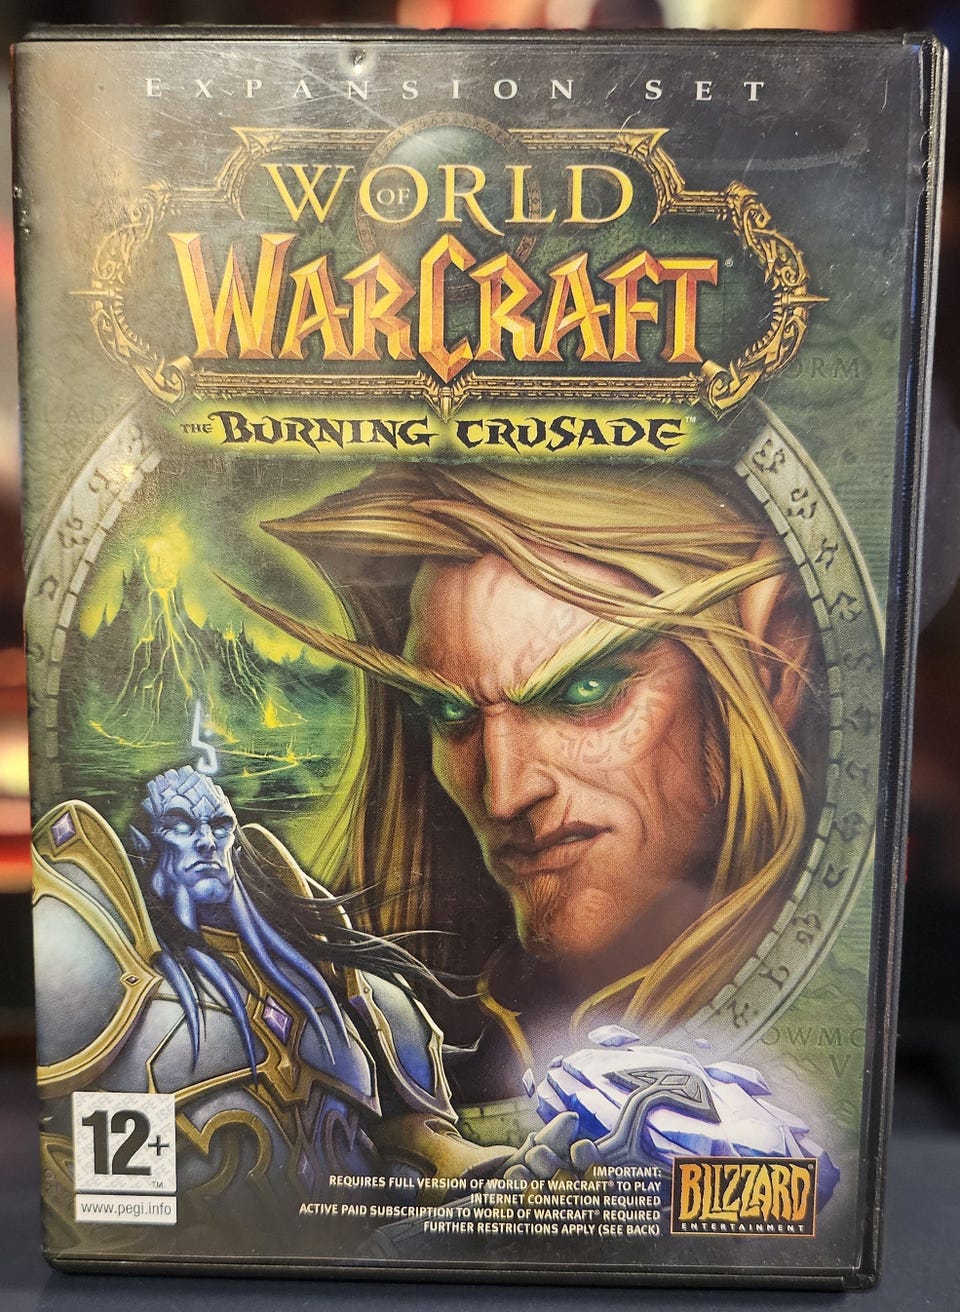 EXPANSION SET
WORLD
OF
WARCRAFT®
THE BURNING CRUSADE™
12+
TM
www.pegi.info
IMPORTANT:
REQUIRES FULL VERSION OF WORLD OF WARCRAFT® TO PLAY
INTERNET CONNECTION REQUIRED
ACTIVE PAID SUBSCRIPTION TO WORLD OF WARCRAFT® REQUIRED
FURTHER RESTRICTIONS APPLY (SEE BACK)
BLIZZARD®
ENTERTAINMENT